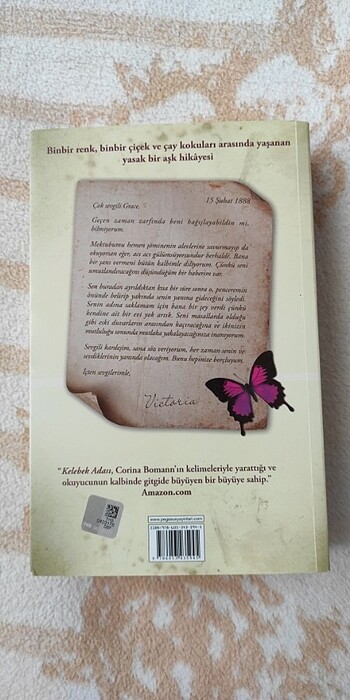 Binbir renk, binbir çiçek ve çay kokuları arasında yaşanan
yasak bir aşk hikâyesi
15 Şubat 1888
Çok sevgili Grace,
Geçen zaman zarfında beni bağışlayabildin mi,
bilmiyorum.
Mektubumu hemen şöminenin alevlerine savurmayıp da
okuyorsan eğer, acı acı gülümsüyorsundur herhalde. Bana
bir şans vermeni bütün kalbimle diliyorum. Çünkü seni
umutlandıracağını düşündüğüm bir haberim var.
Sen buradan ayrıldıktan kısa bir süre sonra o, penceremin
önünde belirip yakında senin yanına gideceğini söyledi.
Senin adına saklamam için bana bir şey verdi çünkü
kendine ait bir evi yok artık. Seni masallarda olduğu
gibi eski duvarların arasından kaçıracağına ve ikinizin
mutluluğu sonunda mutlaka yakalayacağınıza inanıyorum.
Sevgili kardeşim, sana söz veriyorum, her zaman senin ve
sevdiklerinin yanında olacağım. Bunu hepinize borçluyum.
İçten sevgilerimle,
Victoria
"Kelebek Adası, Corina Bomann'ın kelimeleriyle yarattığı ve
okuyucunun kalbinde gitgide büyüyen bir büyüye sahip."
Amazon.com
www.pegasusyayinlari.com